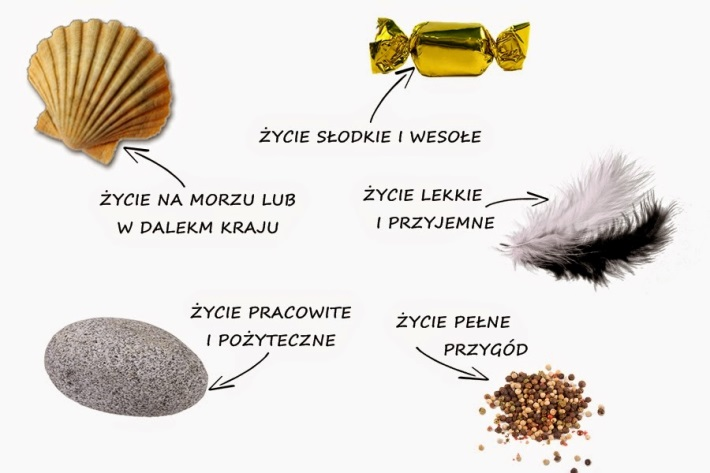 ŻYCIE SŁODKIE I WESOŁE
ŻYCIE NA MORZU LUB
W DALEKM KRAJU
ŻYCIE LEKKIE
I PRZYJEMNE
ŻYCIE PRACOWITE
I POŻYTECZNE
ŻYCIE PEŁNE
PRZYGÓD